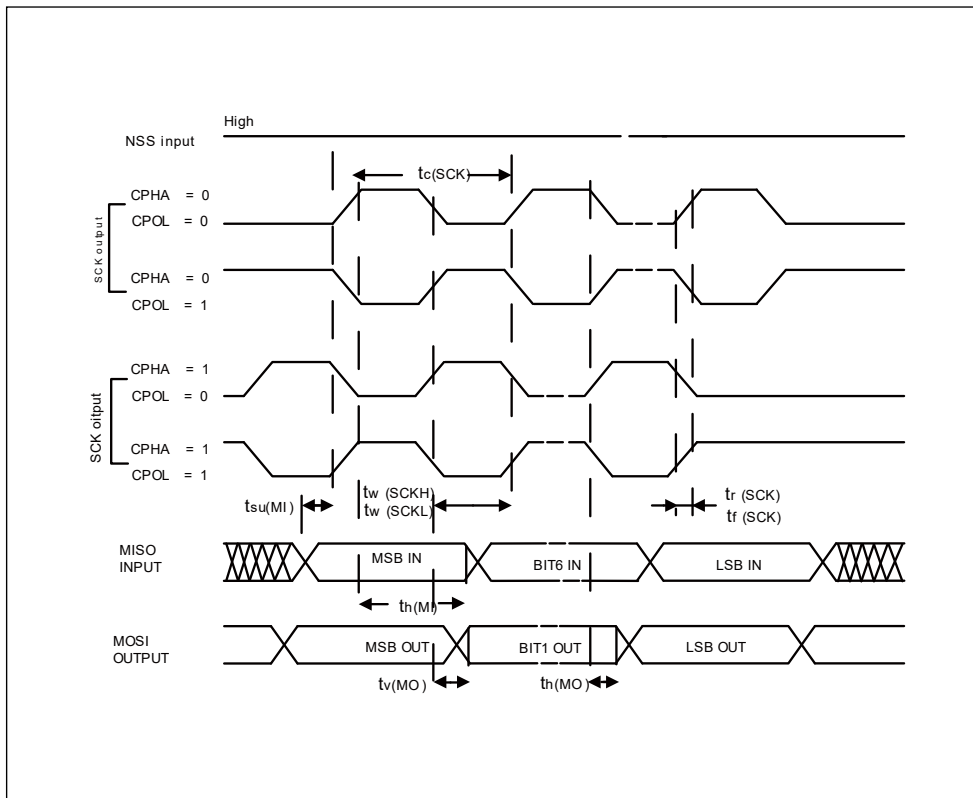 High
NSS input
tc(SCK)
SCK output
CPHA = 0
CPOL = 0
CPHA = 0
CPOL = 1
SCK oitput
CPHA = 1
CPOL = 0
CPHA = 1
CPOL = 1
tsu(MI)
tw (SCKH)
tw (SCKL)
tr (SCK)
tf (SCK)
MISO
INPUT
MSB IN
BIT6 IN
LSB IN
th(MI)
MOSI
OUTPUT
MSB OUT
BIT1 OUT
LSB OUT
tv(MO)
th(MO)